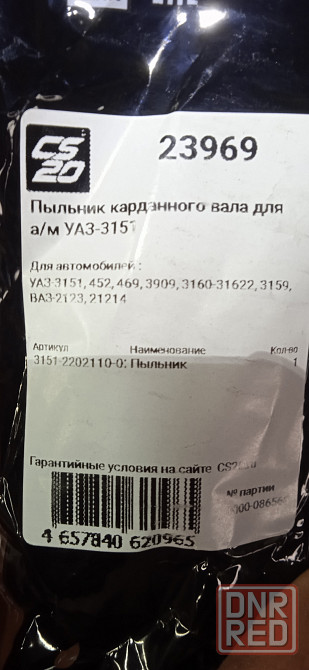 CS
20
23969
Пыльник карданного вала для
а/м УАЗ-3151
Для автомобилей :
УАЗ-3151, 452, 469, 3909, 3160-31622, 3159,
ВАЗ-2123, 21214
Артикул Наименование Кол-во
3151-2202110-0 Пыльник 1
Гарантийные условия на сайте
№ партии
4 657840 620965
DNR
RED